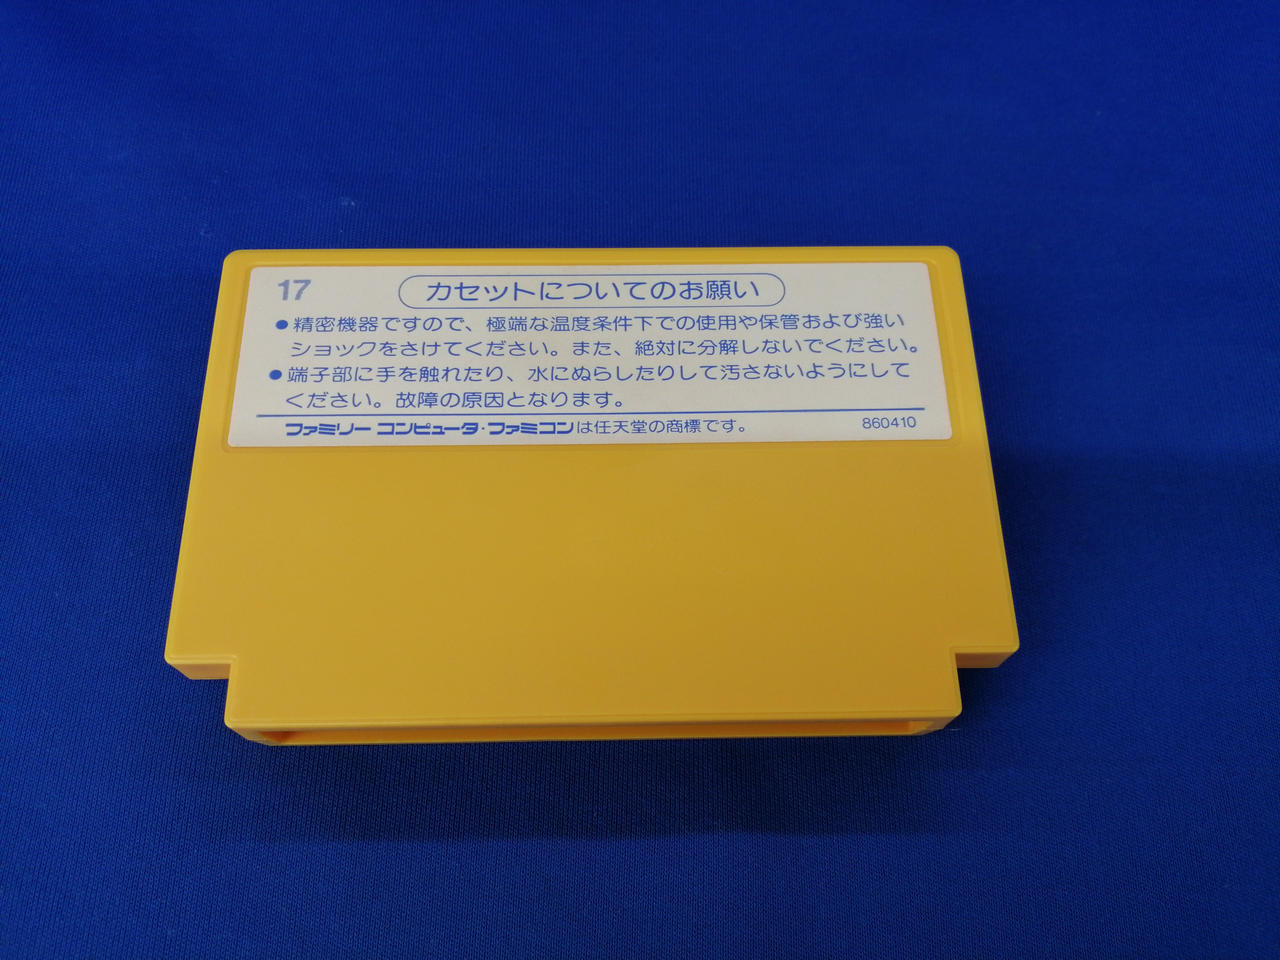 17
カセットについてのお願い
●精密機器ですので、極端な温度条件下での使用や保管および強い
ショックをさけてください。また、絶対に分解しないでください。
●端子部に手を触れたり、水にぬらしたりして汚さないようにして
ください。故障の原因となります。
ファミリー コンピュータ・ファミコンは任天堂の商標です。 860410